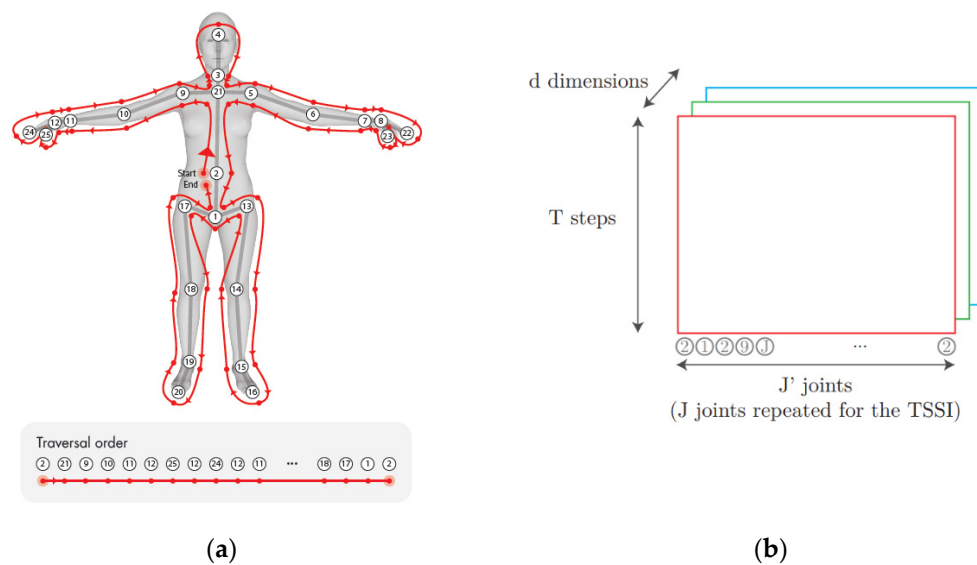 4
3
9
21
5
10
6
12
11
7
8
24
25
23
22
Start
2
End
17
1
13
18
14
19
15
20
16
Traversal order
2 21 9 10 11 12 25 12 24 12 11 ... 18 17 1 2
(a)
d dimensions
T steps
2 1 2 9 J ... 2
J' joints
(J joints repeated for the TSSI)
(b)